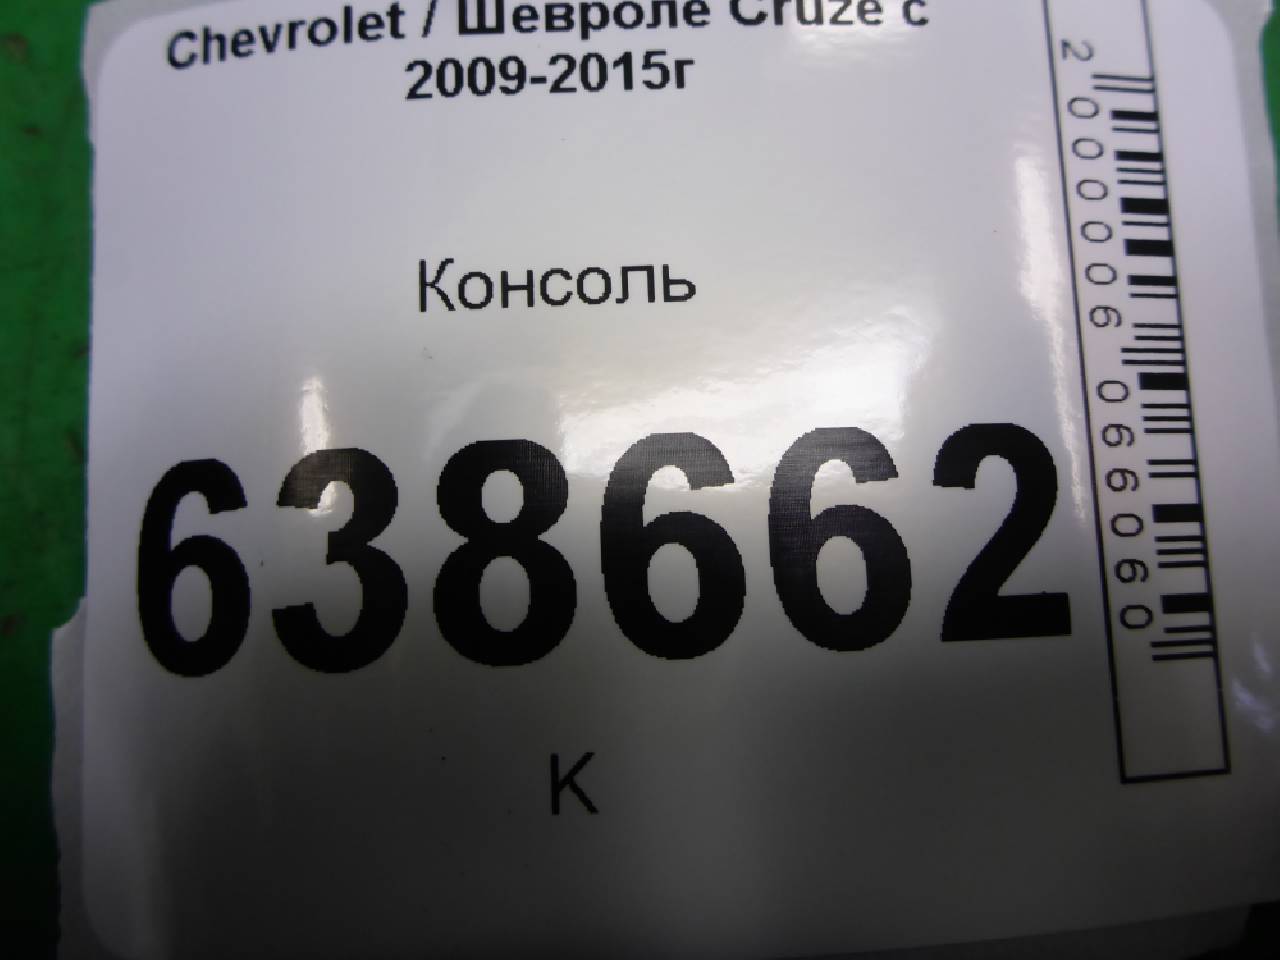 Chevrolet / Шевроле Cruze с
2009-2015г
Консоль
638662
К
2000006066060